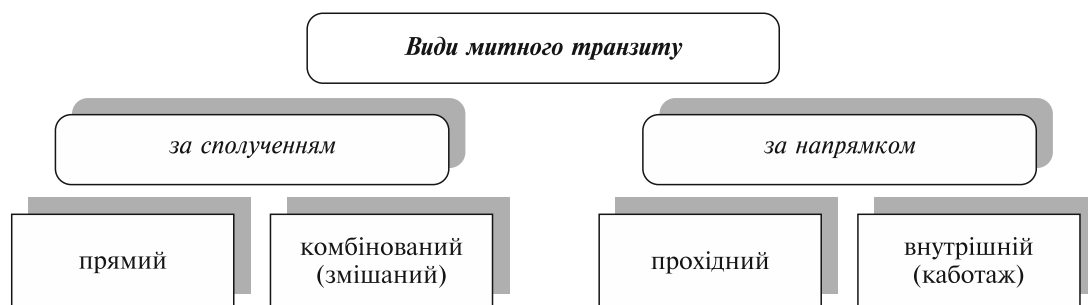 Види митного транзиту
за сполученням
за напрямком
прямий
комбінований
(змішаний)
прохідний
внутрішній
(каботаж)